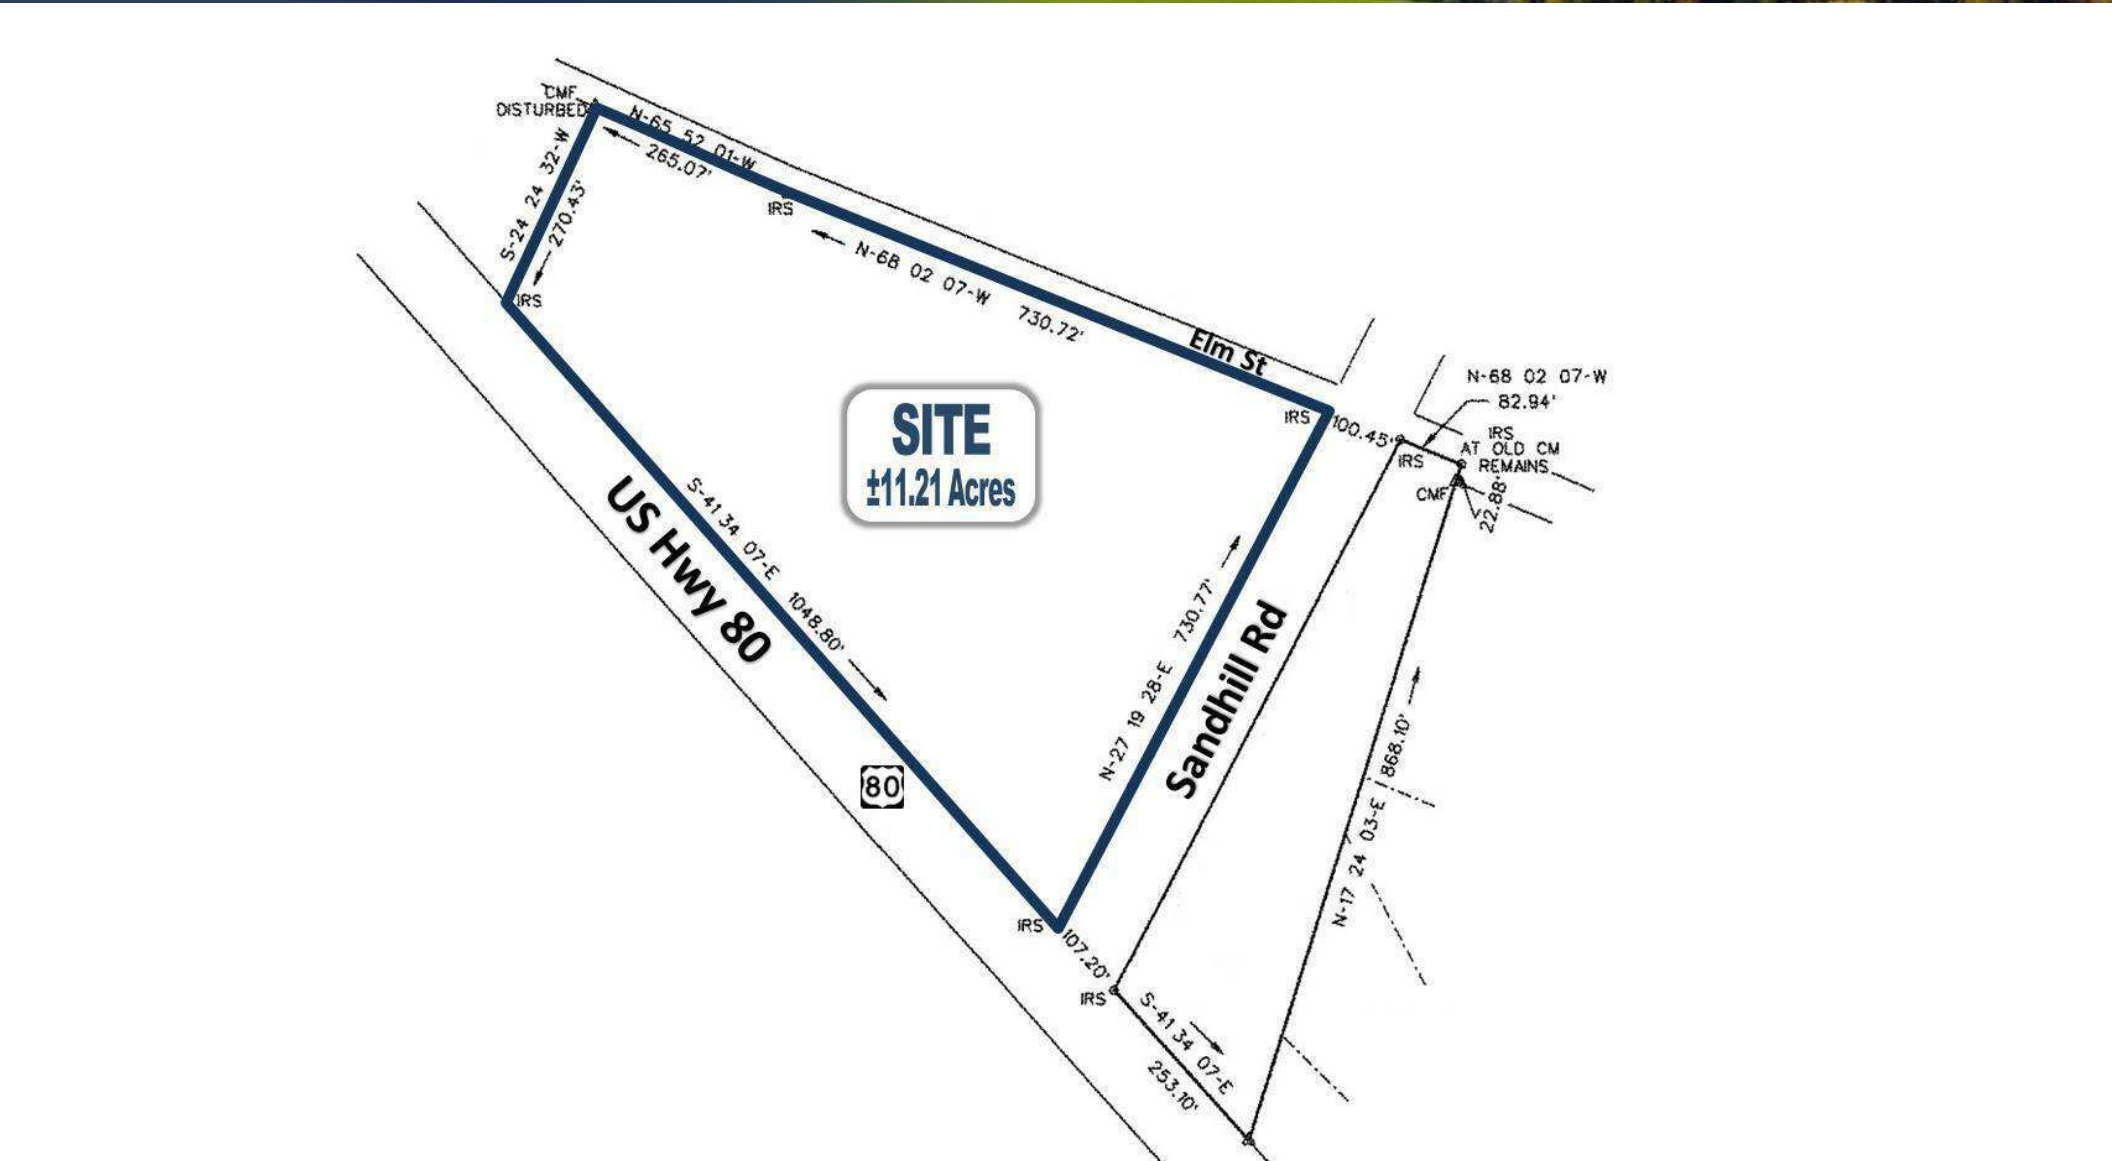 CMF
DISTURBED
N-65 52 01-W
265.07'
S-24 24 32-W
270.43'
IRS
IRS
N-68 02 07-W 730.72'
Elm St
N-68 02 07-W
82.94'
IRS
100.45'
IRS
AT OLD CM
REMAINS
IRS
CMF
22.88'
SITE
±11.21 Acres
S-41 34 07-E 1048.80'
US Hwy 80
80
N-27 19 28-E 730.77'
Sandhill Rd
N-17 24 03-E 868.10'
IRS
107.20'
IRS
S-41 34 07-E
253.10'